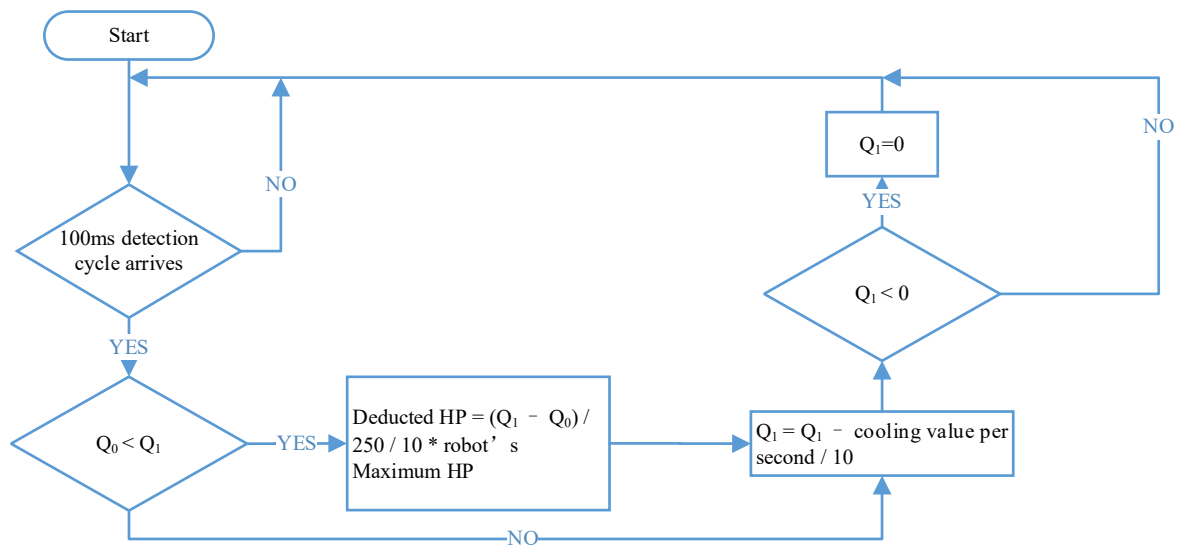 Start
NO
Q₁=0
NO
YES
100ms detection
cycle arrives
Q₁ < 0
YES
Q₀ < Q₁
YES
Deducted HP = (Q₁ － Q₀) /
250 / 10 * robot’s
Maximum HP
Q₁ = Q₁ － cooling value per
second / 10
NO